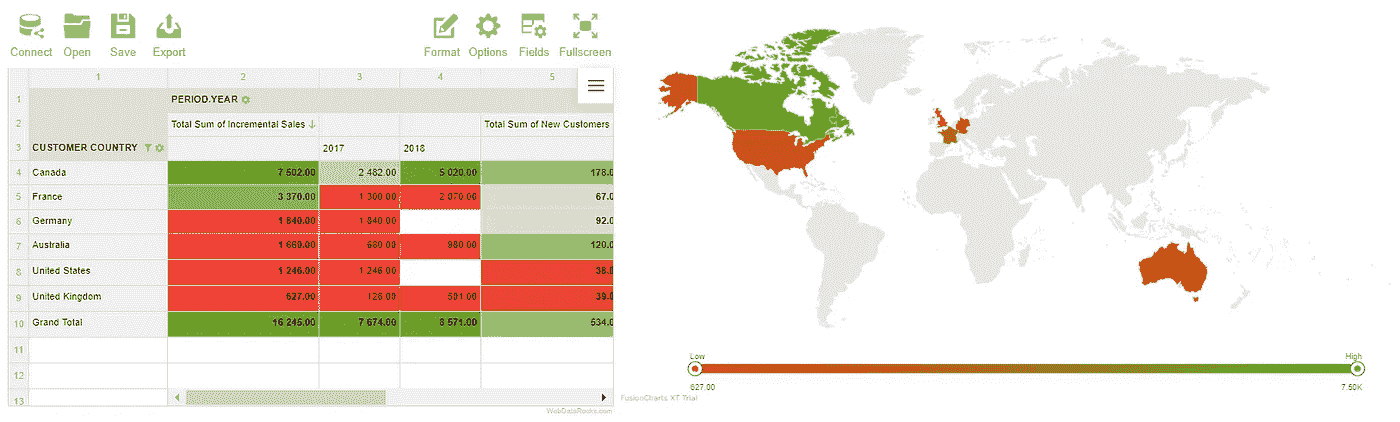 Connect Open Save Export Format Options Fields Fullscreen
1 2 3 4 5
1 PERIOD.YEAR
2 Total Sum of Incremental Sales Total Sum of New Customers
3 CUSTOMER COUNTRY 2017 2018
4 Canada 7 502.00 2 482.00 5 020.00 178.0
5 France 3 370.00 1 300.00 2 070.00 67.0
6 Germany 1 840.00 1 840.00 92.0
7 Australia 1 660.00 680.00 980.00 120.0
8 United States 1 246.00 1 246.00 38.0
9 United Kingdom 627.00 126.00 501.00 39.0
10 Grand Total 16 245.00 7 674.00 8 571.00 534.0
11
12
13
WebDataRocks.com
Low High
627.00 7.50K
FusionCharts XT Trial